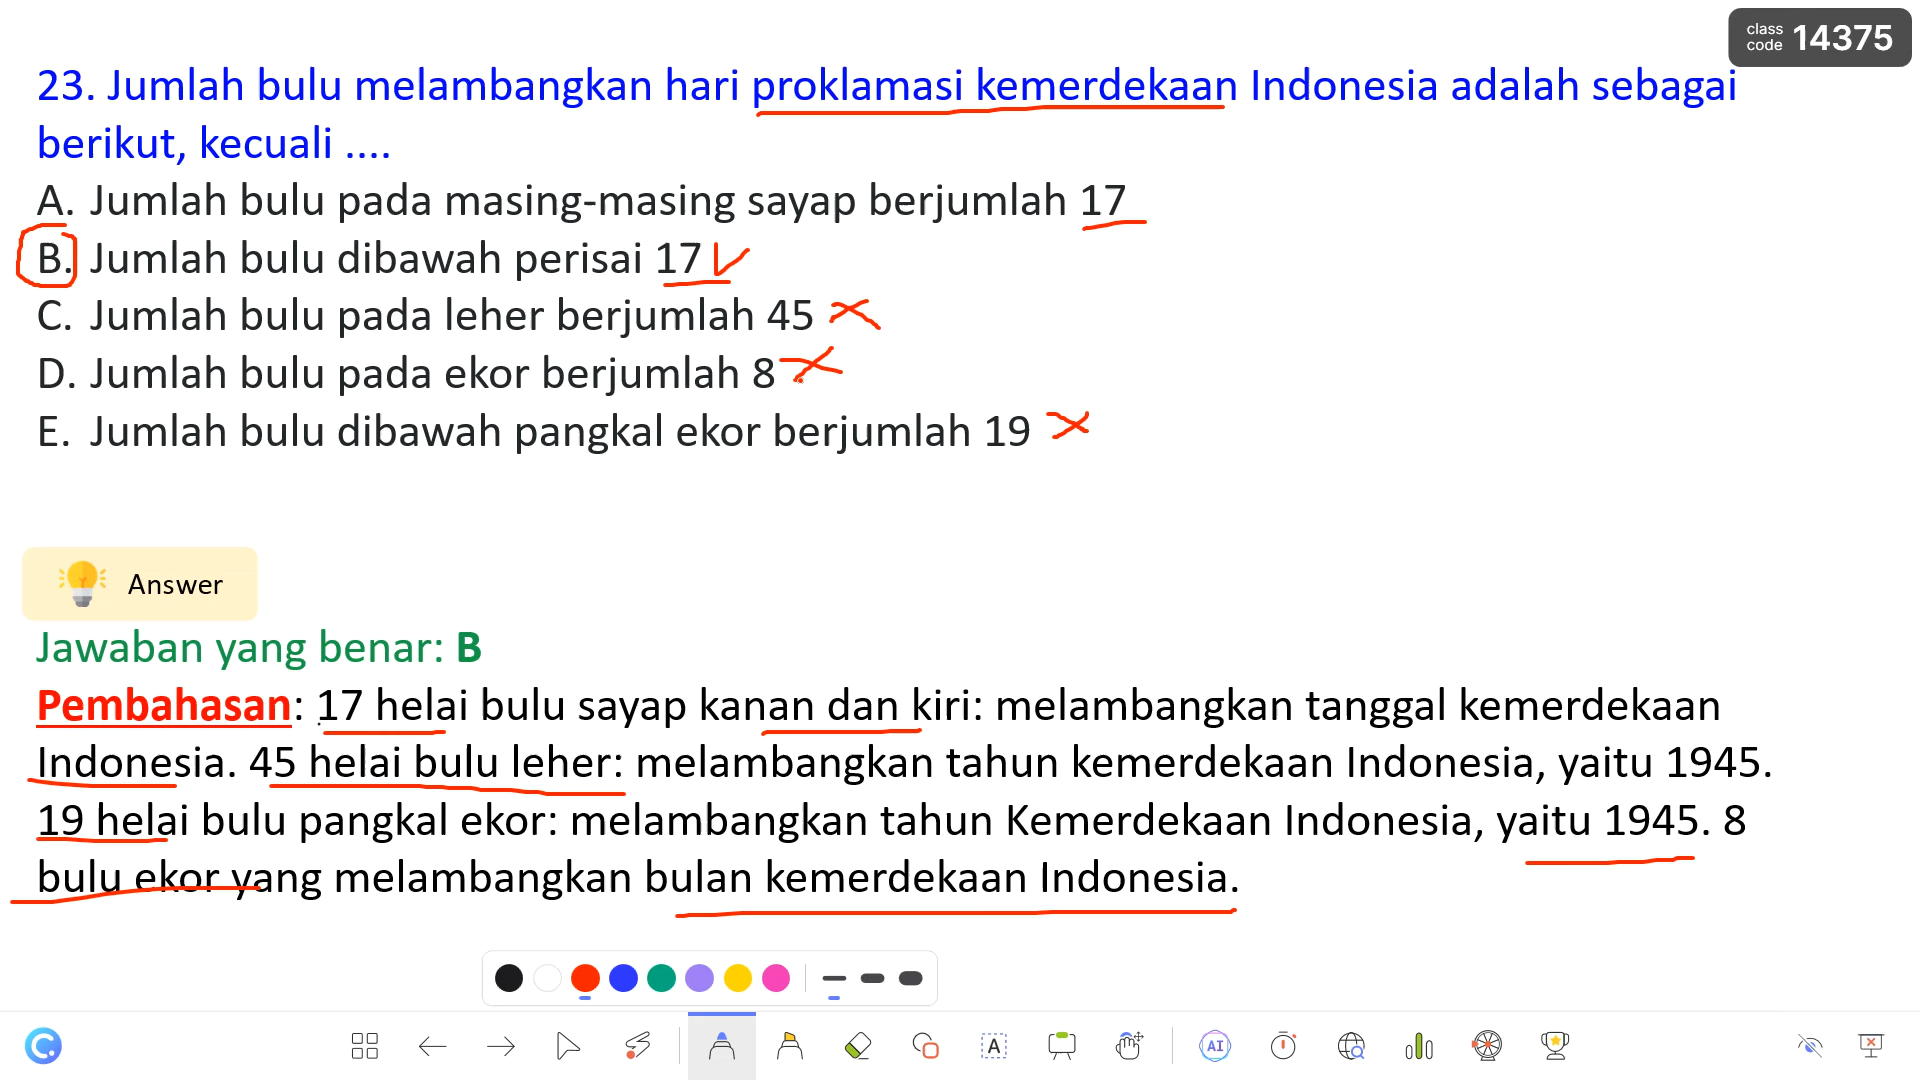 class code 14375
23. Jumlah bulu melambangkan hari proklamasi kemerdekaan Indonesia adalah sebagai
berikut, kecuali ....
A. Jumlah bulu pada masing-masing sayap berjumlah 17
B. Jumlah bulu dibawah perisai 17
C. Jumlah bulu pada leher berjumlah 45
D. Jumlah bulu pada ekor berjumlah 8
E. Jumlah bulu dibawah pangkal ekor berjumlah 19
Answer
Jawaban yang benar: B
Pembahasan: 17 helai bulu sayap kanan dan kiri: melambangkan tanggal kemerdekaan
Indonesia. 45 helai bulu leher: melambangkan tahun kemerdekaan Indonesia, yaitu 1945.
19 helai bulu pangkal ekor: melambangkan tahun Kemerdekaan Indonesia, yaitu 1945. 8
bulu ekor yang melambangkan bulan kemerdekaan Indonesia.
A
AI